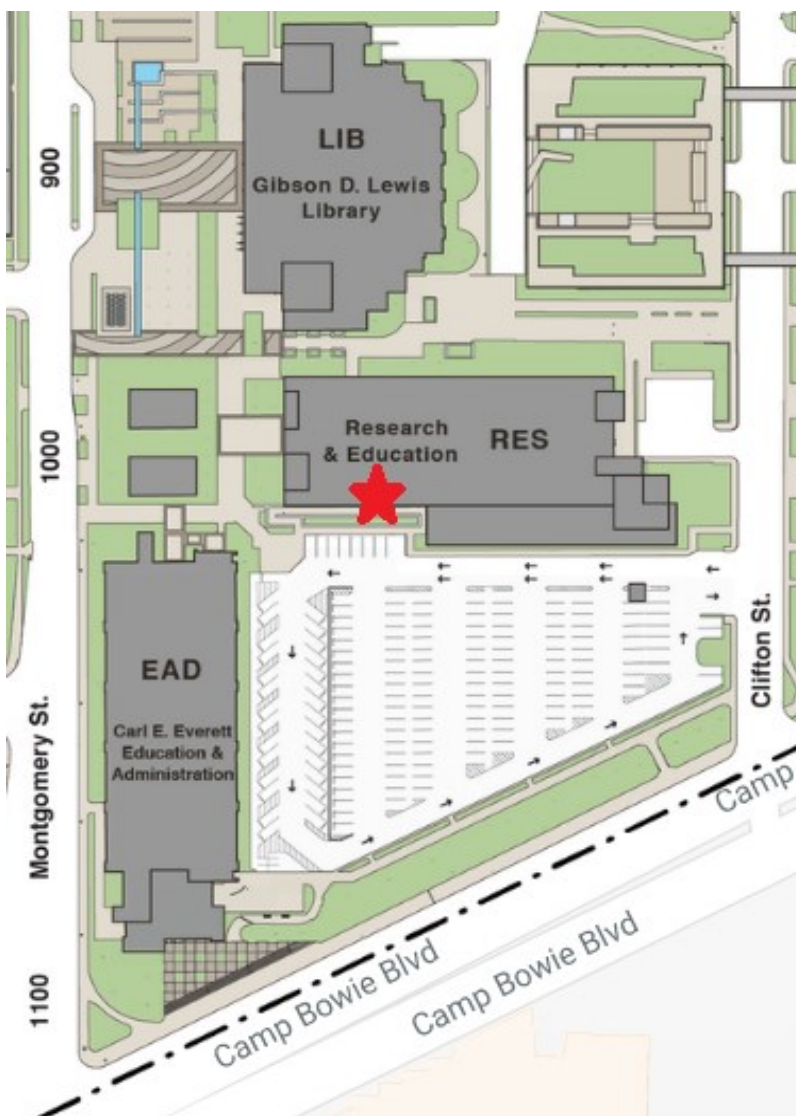 LIB
Gibson D. Lewis
Library
900
Research
& Education
RES
1000
EAD
Carl E. Everett
Education &
Administration
Montgomery St.
Clifton St.
Camp
Camp Bowie Blvd
Camp Bowie Blvd
1100